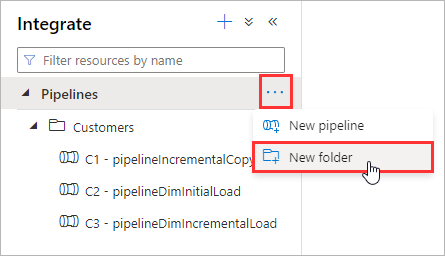 Integrate
Filter resources by name
Pipelines
New pipeline
Customers
New folder
C1 - pipelineIncrementalCopy
C2 - pipelineDimInitialLoad
C3 - pipelineDimIncrementalLoad